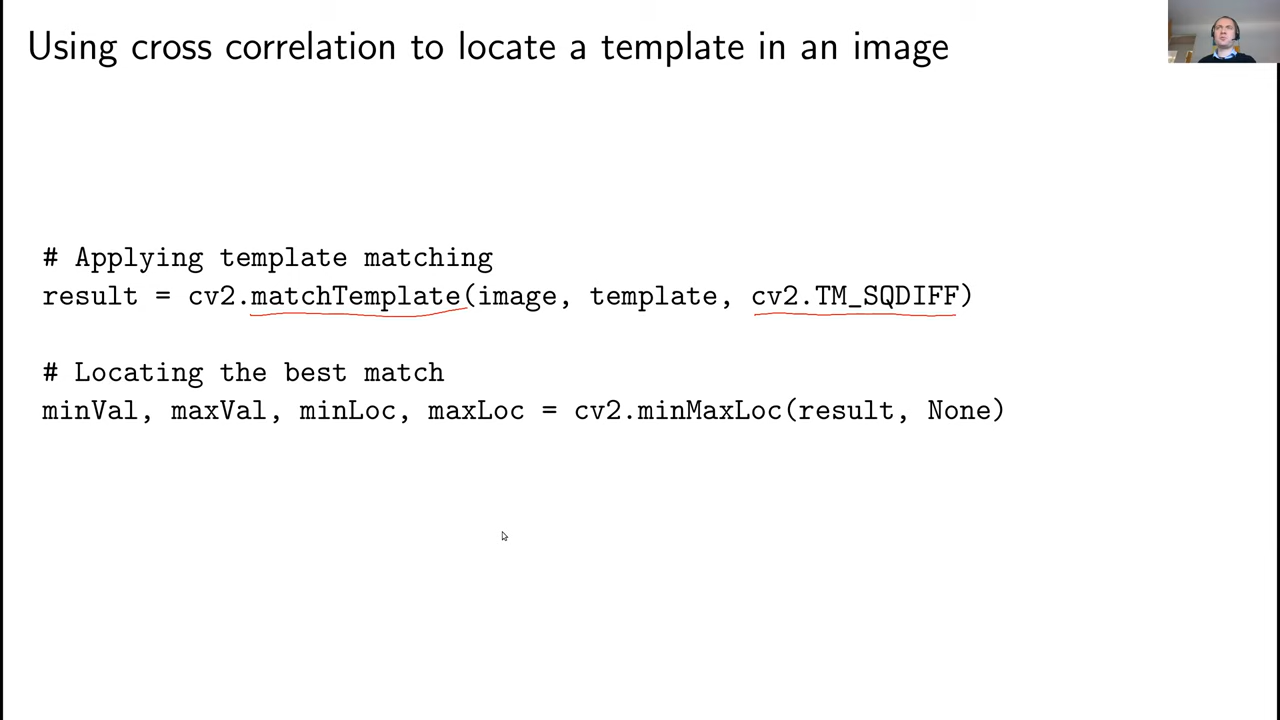 Using cross correlation to locate a template in an image
# Applying template matching
result = cv2.matchTemplate(image, template, cv2.TM_SQDIFF)
# Locating the best match
minVal, maxVal, minLoc, maxLoc = cv2.minMaxLoc(result, None)